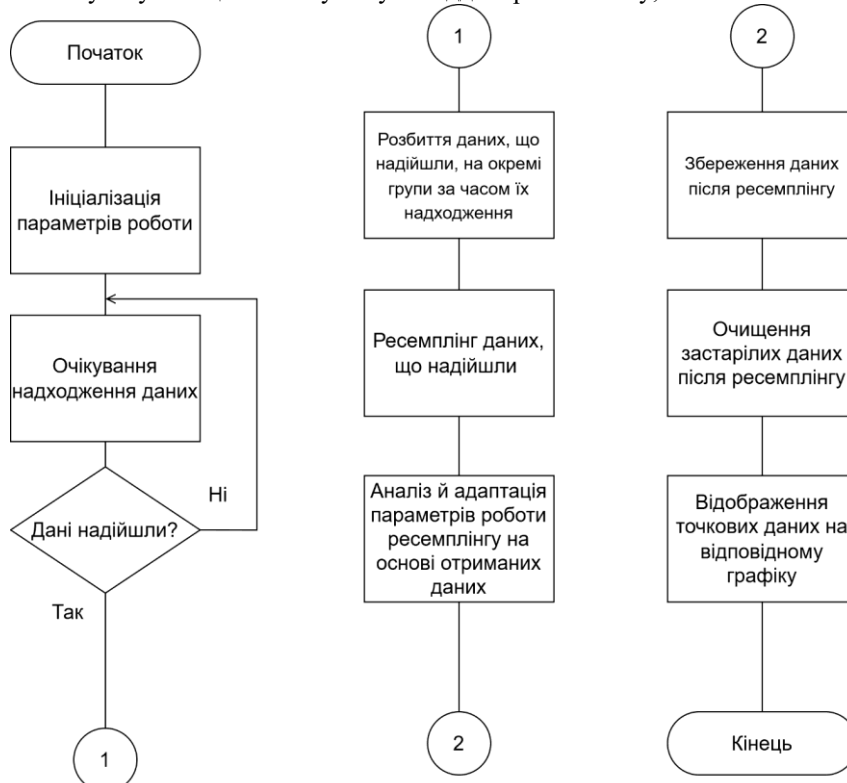 Початок
Ініціалізація
параметрів роботи
Очікування
надходження даних
Дані надійшли?
Ні
Так
1
1
Розбиття даних, що
надійшли, на окремі
групи за часом їх
надходження
Ресемплінг даних,
що надійшли
Аналіз й адаптація
параметрів роботи
ресемплінгу на
основі отриманих
даних
2
2
Збереження даних
після ресемплінгу
Очищення
застарілих даних
після ресемплінгу
Відображення
точкових даних на
відповідному
графіку
Кінець